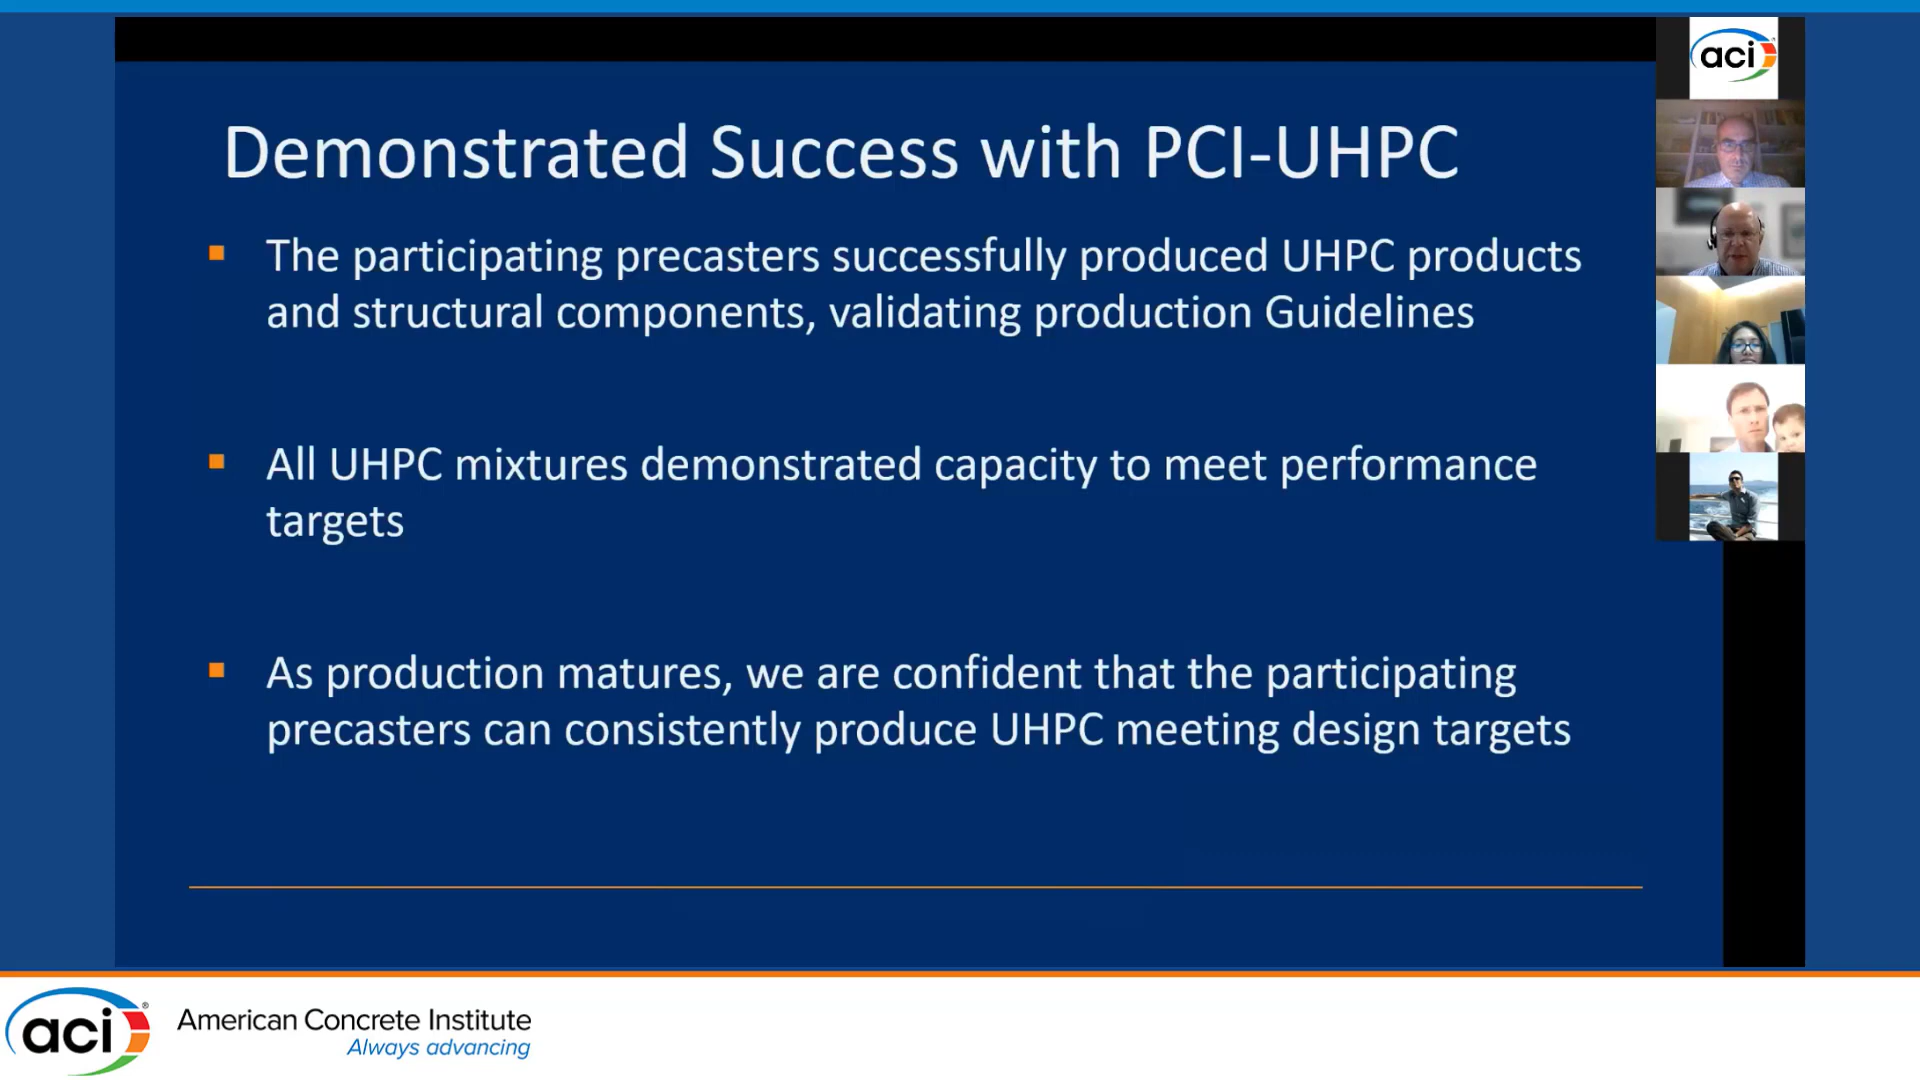 aci
Demonstrated Success with PCI-UHPC
The participating precasters successfully produced UHPC products
and structural components, validating production Guidelines
All UHPC mixtures demonstrated capacity to meet performance
targets
As production matures, we are confident that the participating
precasters can consistently produce UHPC meeting design targets
aci®
American Concrete Institute
Always advancing